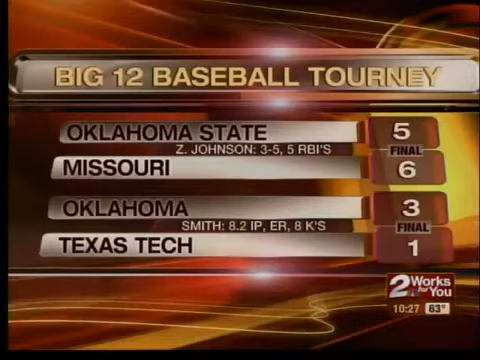 BIG 12 BASEBALL TOURNEY
OKLAHOMA STATE 5
Z. JOHNSON: 3-5, 5 RBI'S FINAL
MISSOURI 6
OKLAHOMA 3
SMITH: 8.2 IP, ER, 8 K'S FINAL
TEXAS TECH 1
2 Works for You
10:27 63°